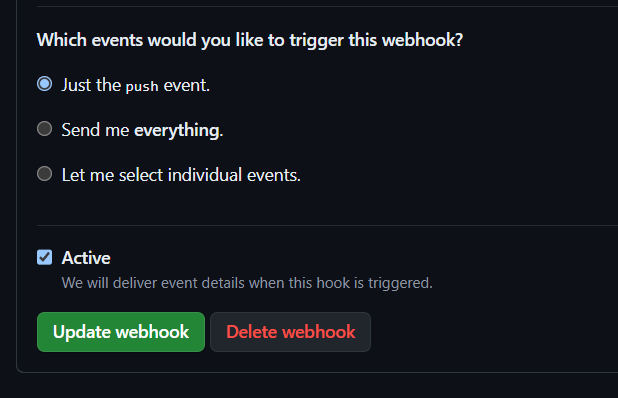 Which events would you like to trigger this webhook?
Just the push event.
Send me everything.
Let me select individual events.
Active
We will deliver event details when this hook is triggered.
Update webhook
Delete webhook